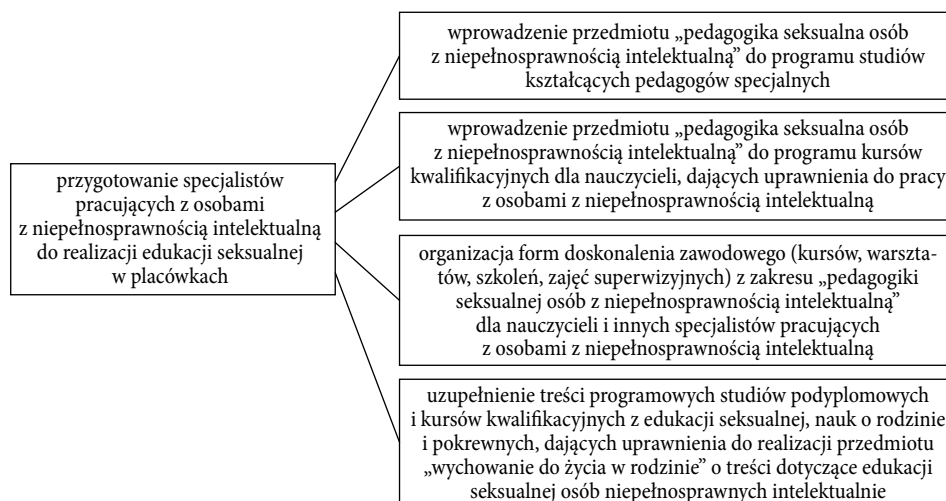 wprowadzenie przedmiotu „pedagogika seksualna osób
z niepełnosprawnością intelektualną” do programu studiów
kształcących pedagogów specjalnych
wprowadzenie przedmiotu „pedagogika seksualna osób
z niepełnosprawnością intelektualną” do programu kursów
kwalifikacyjnych dla nauczycieli, dających uprawnienia do pracy
z osobami z niepełnosprawnością intelektualną
przygotowanie specjalistów
pracujących z osobami
z niepełnosprawnością intelektualną
do realizacji edukacji seksualnej
w placówkach
organizacja form doskonalenia zawodowego (kursów, warszta-
tów, szkoleń, zajęć superwizyjnych) z zakresu „pedagogiki
seksualnej osób z niepełnosprawnością intelektualną”
dla nauczycieli i innych specjalistów pracujących
z osobami z niepełnosprawnością intelektualną
uzupełnienie treści programowych studiów podyplomowych
i kursów kwalifikacyjnych z edukacji seksualnej, nauk o rodzinie
i pokrewnych, dających uprawnienia do realizacji przedmiotu
„wychowanie do życia w rodzinie” o treści dotyczące edukacji
seksualnej osób niepełnosprawnych intelektualnie